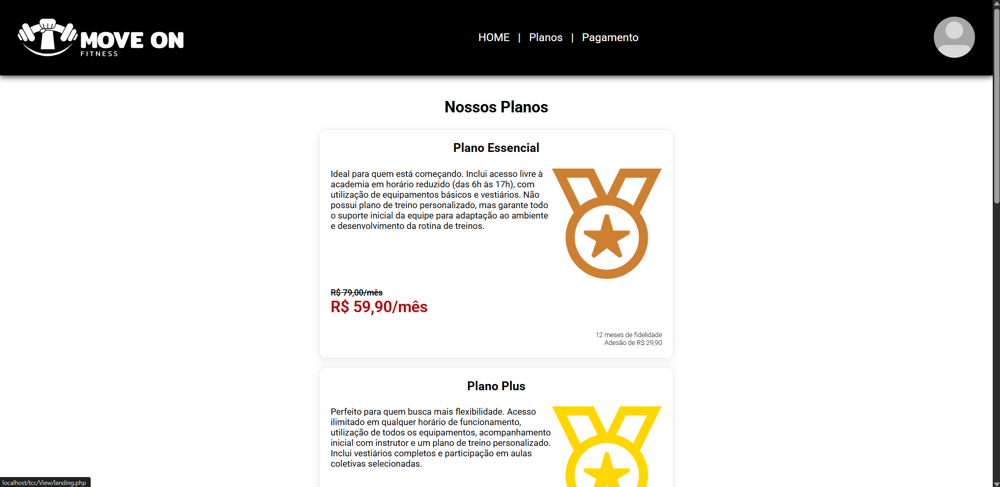 MOVE ON
FITNESS
HOME | Planos | Pagamento
Nossos Planos
Plano Essencial
Ideal para quem está começando. Inclui acesso livre à
academia em horário reduzido (das 6h às 17h), com
utilização de equipamentos básicos e vestiários. Não
possui plano de treino personalizado, mas garante todo
o suporte inicial da equipe para adaptação ao ambiente
e desenvolvimento da rotina de treinos.
R$ 79,00/mês
R$ 59,90/mês
12 meses de fidelidade
Adesão de R$ 29,90
Plano Plus
Perfeito para quem busca mais flexibilidade. Acesso
ilimitado em qualquer horário de funcionamento,
utilização de todos os equipamentos, acompanhamento
inicial com instrutor e um plano de treino personalizado.
Inclui vestiários completos e participação em aulas
coletivas selecionadas.
localhost/tcc/View/landing.php